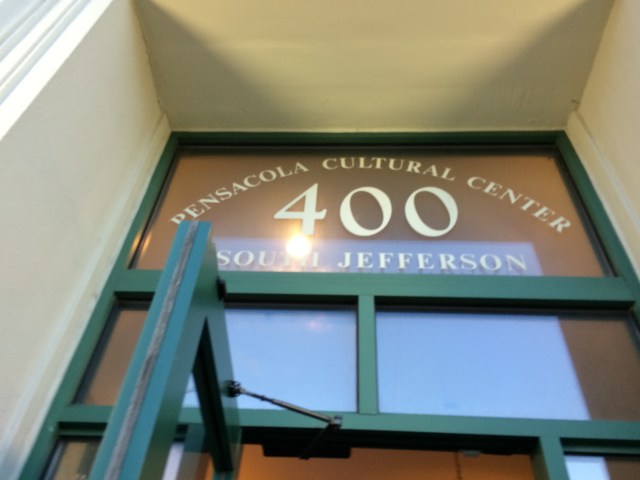 PENSACOLA CULTURAL CENTER
400
SOUTH JEFFERSON